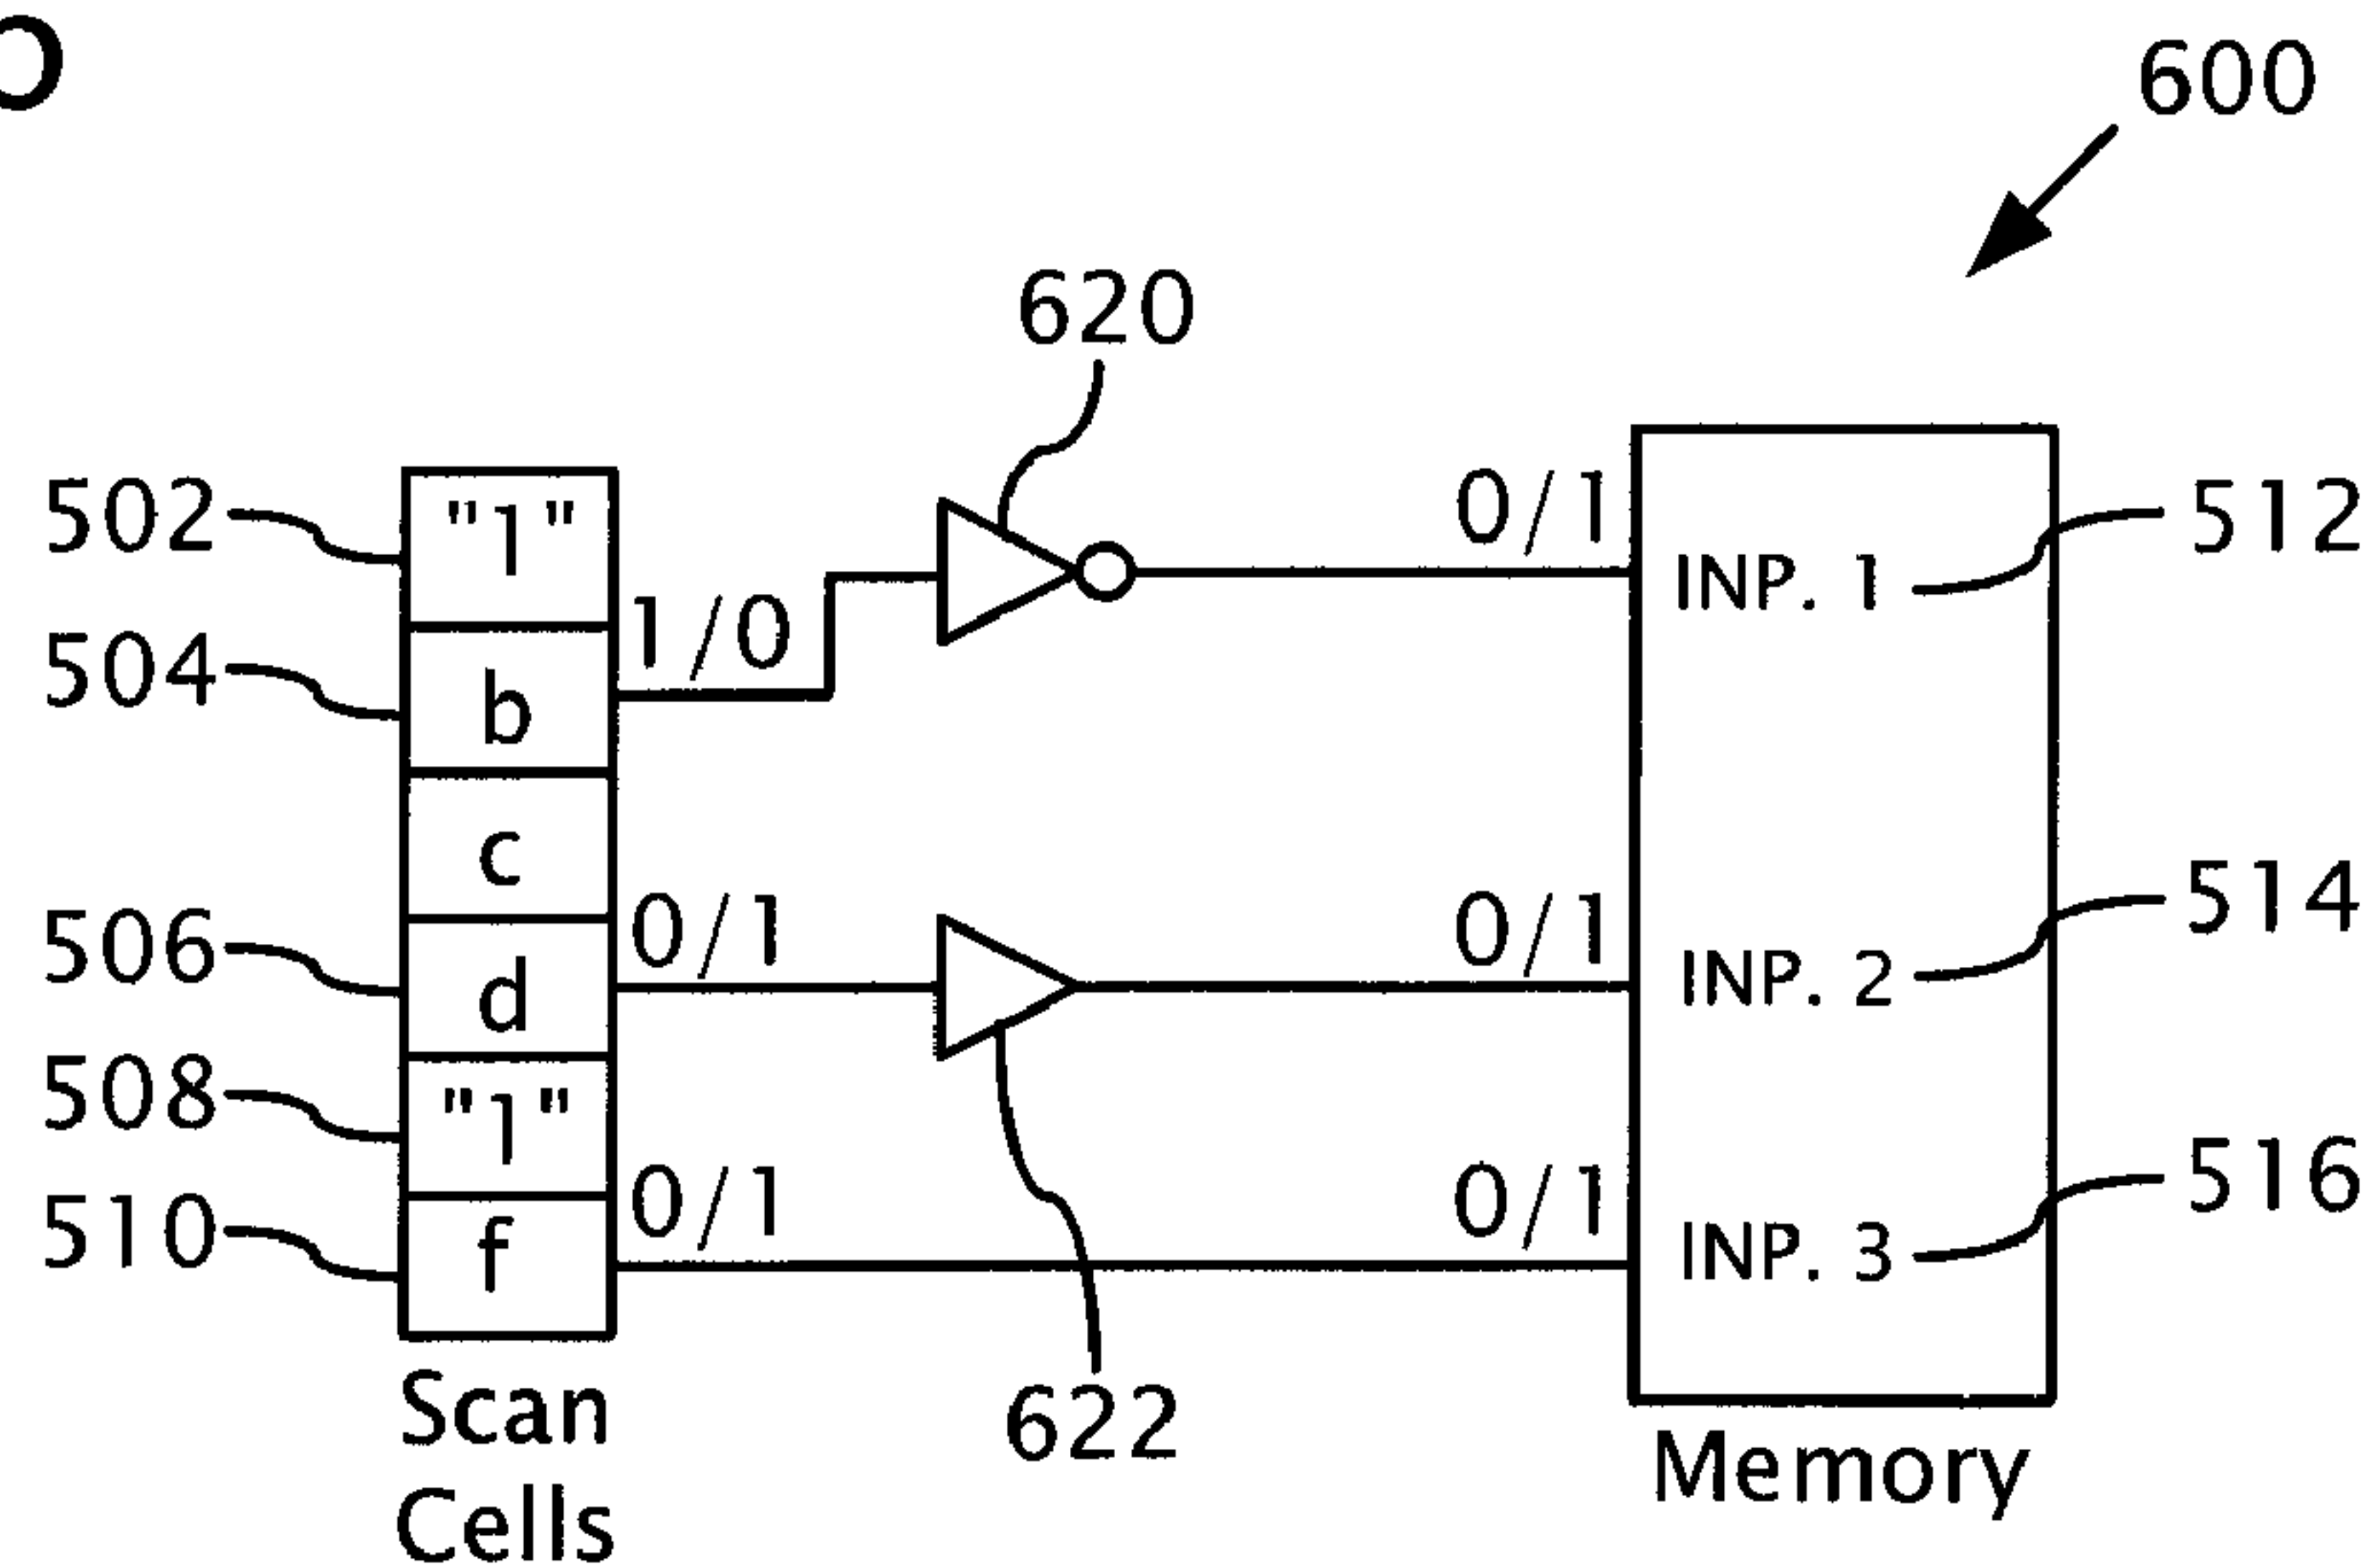 600
620
502 "1" 0/1 512
1/0 INP. 1
504 b
c
506 0/1 0/1 514
d INP. 2
508 "1"
510 0/1 0/1 516
f INP. 3
Scan
Cells
622
Memory